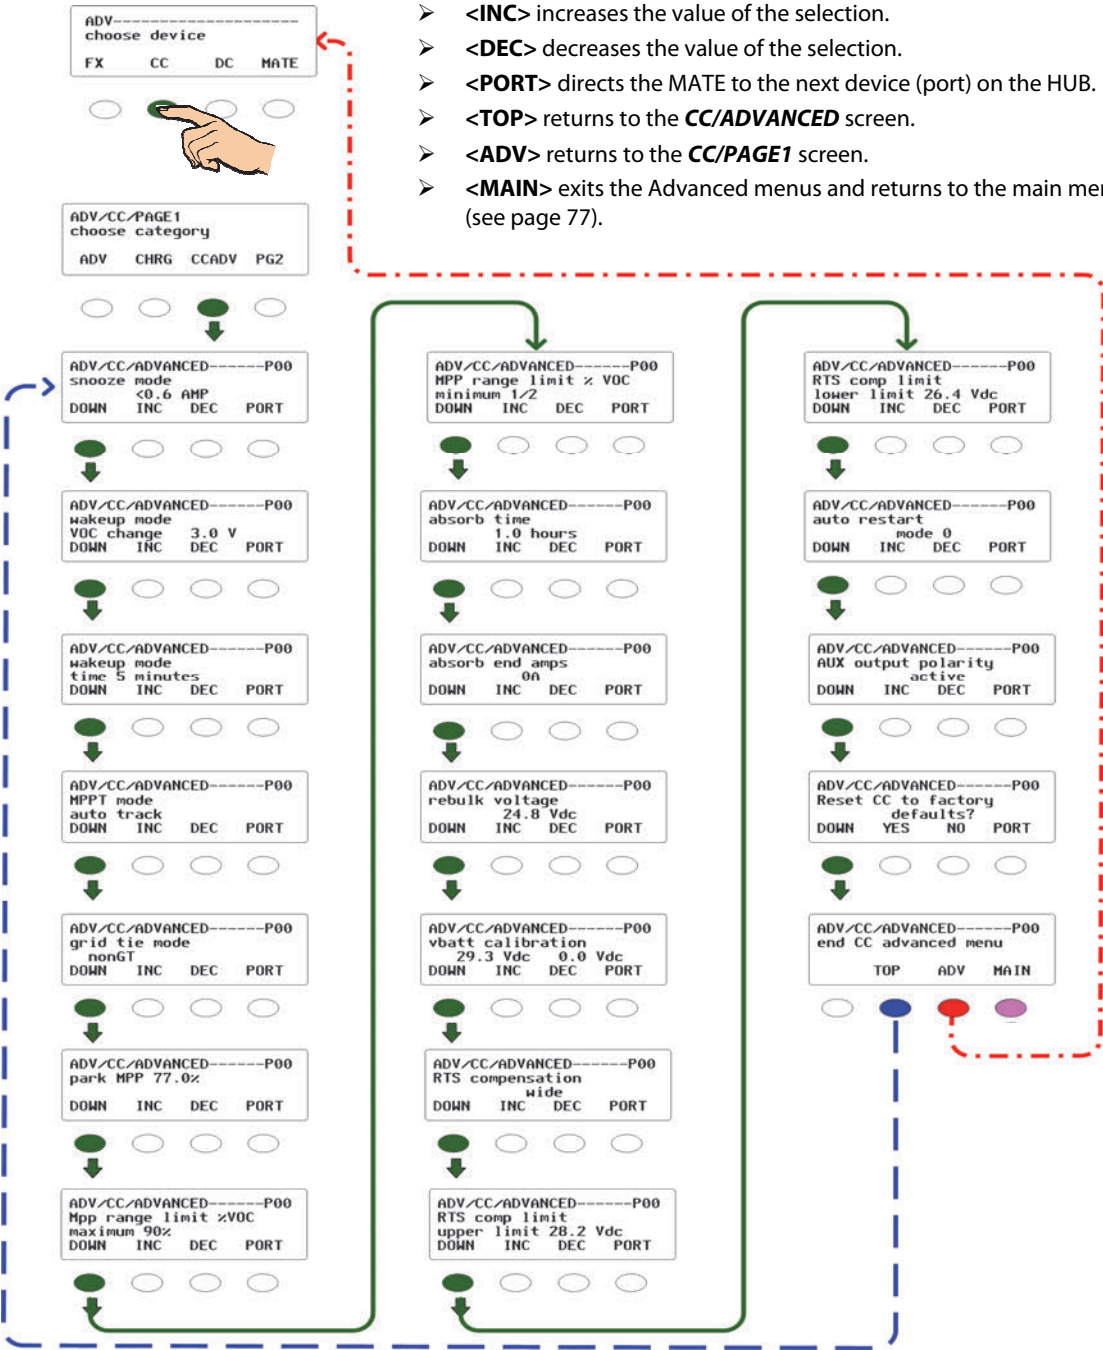 ADV--------------------
choose device
FX CC DC MATE
➢ <INC> increases the value of the selection.
➢ <DEC> decreases the value of the selection.
➢ <PORT> directs the MATE to the next device (port) on the HUB.
➢ <TOP> returns to the CC/ADVANCED screen.
➢ <ADV> returns to the CC/PAGE1 screen.
➢ <MAIN> exits the Advanced menus and returns to the main
(see page 77).
ADV/CC/PAGE1
choose category
ADV CHRG CCADV PG2
ADV/CC/ADVANCED------P00
snooze mode
<0.6 AMP
DOWN INC DEC PORT
ADV/CC/ADVANCED------P00
wakeup mode
VOC change 3.0 V
DOWN INC DEC PORT
ADV/CC/ADVANCED------P00
wakeup mode
time 5 minutes
DOWN INC DEC PORT
ADV/CC/ADVANCED------P00
MPPT mode
auto track
DOWN INC DEC PORT
ADV/CC/ADVANCED------P00
grid tie mode
nonGT
DOWN INC DEC PORT
ADV/CC/ADVANCED------P00
park MPP 77.0%
DOWN INC DEC PORT
ADV/CC/ADVANCED------P00
Mpp range limit %VOC
maximum 90%
DOWN INC DEC PORT
ADV/CC/ADVANCED------P00
MPP range limit % VOC
minimum 1/2
DOWN INC DEC PORT
ADV/CC/ADVANCED------P00
absorb time
1.0 hours
DOWN INC DEC PORT
ADV/CC/ADVANCED------P00
absorb end amps
0A
DOWN INC DEC PORT
ADV/CC/ADVANCED------P00
rebulk voltage
24.8 Vdc
DOWN INC DEC PORT
ADV/CC/ADVANCED------P00
vbatt calibration
29.3 Vdc 0.0 Vdc
DOWN INC DEC PORT
ADV/CC/ADVANCED------P00
RTS compensation
wide
DOWN INC DEC PORT
ADV/CC/ADVANCED------P00
RTS comp limit
upper limit 28.2 Vdc
DOWN INC DEC PORT
ADV/CC/ADVANCED------P00
RTS comp limit
lower limit 26.4 Vdc
DOWN INC DEC PORT
ADV/CC/ADVANCED------P00
auto restart
mode 0
DOWN INC DEC PORT
ADV/CC/ADVANCED------P00
AUX output polarity
active
DOWN INC DEC PORT
ADV/CC/ADVANCED------P00
Reset CC to factory
defaults?
DOWN YES NO PORT
ADV/CC/ADVANCED------P00
end CC advanced menu
TOP ADV MAIN